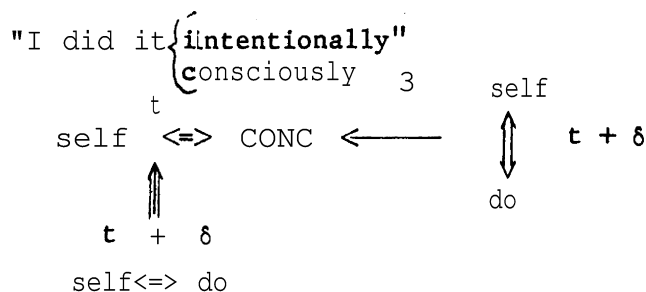 "I did it {intentionally"
consciously 3
t
self <=> CONC <——— self
do t + δ
t + δ
self<=> do